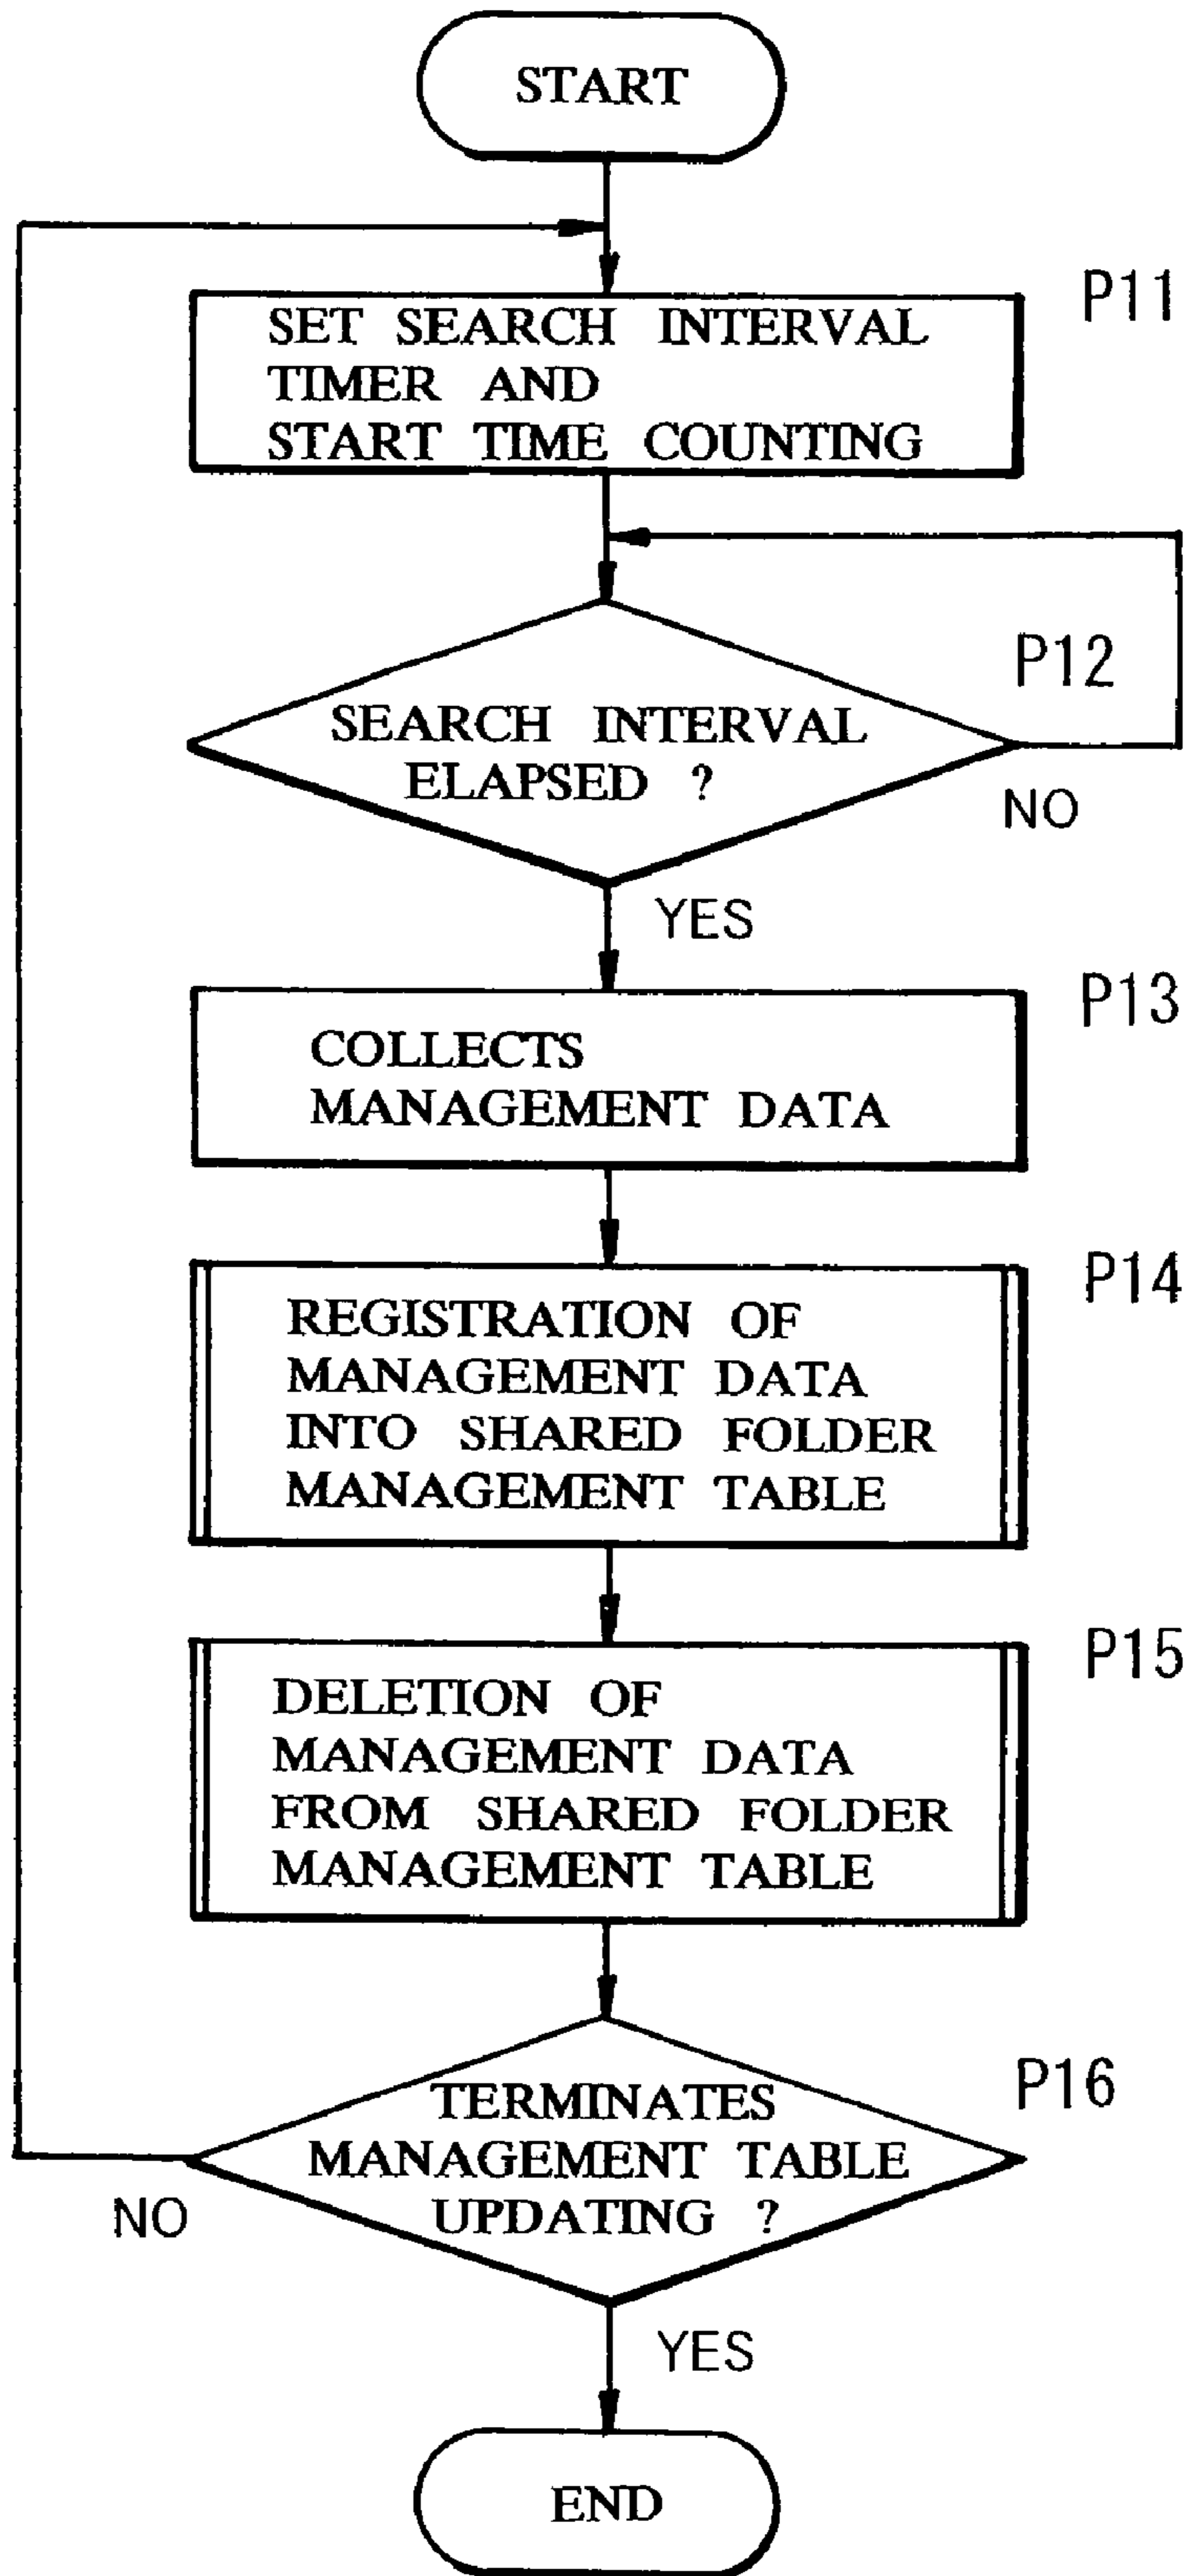 START
P11
SET SEARCH INTERVAL
TIMER AND
START TIME COUNTING
P12
SEARCH INTERVAL
ELAPSED ?
NO
YES
P13
COLLECTS
MANAGEMENT DATA
P14
REGISTRATION OF
MANAGEMENT DATA
INTO SHARED FOLDER
MANAGEMENT TABLE
P15
DELETION OF
MANAGEMENT DATA
FROM SHARED FOLDER
MANAGEMENT TABLE
P16
TERMINATES
MANAGEMENT TABLE
UPDATING ?
NO
YES
END